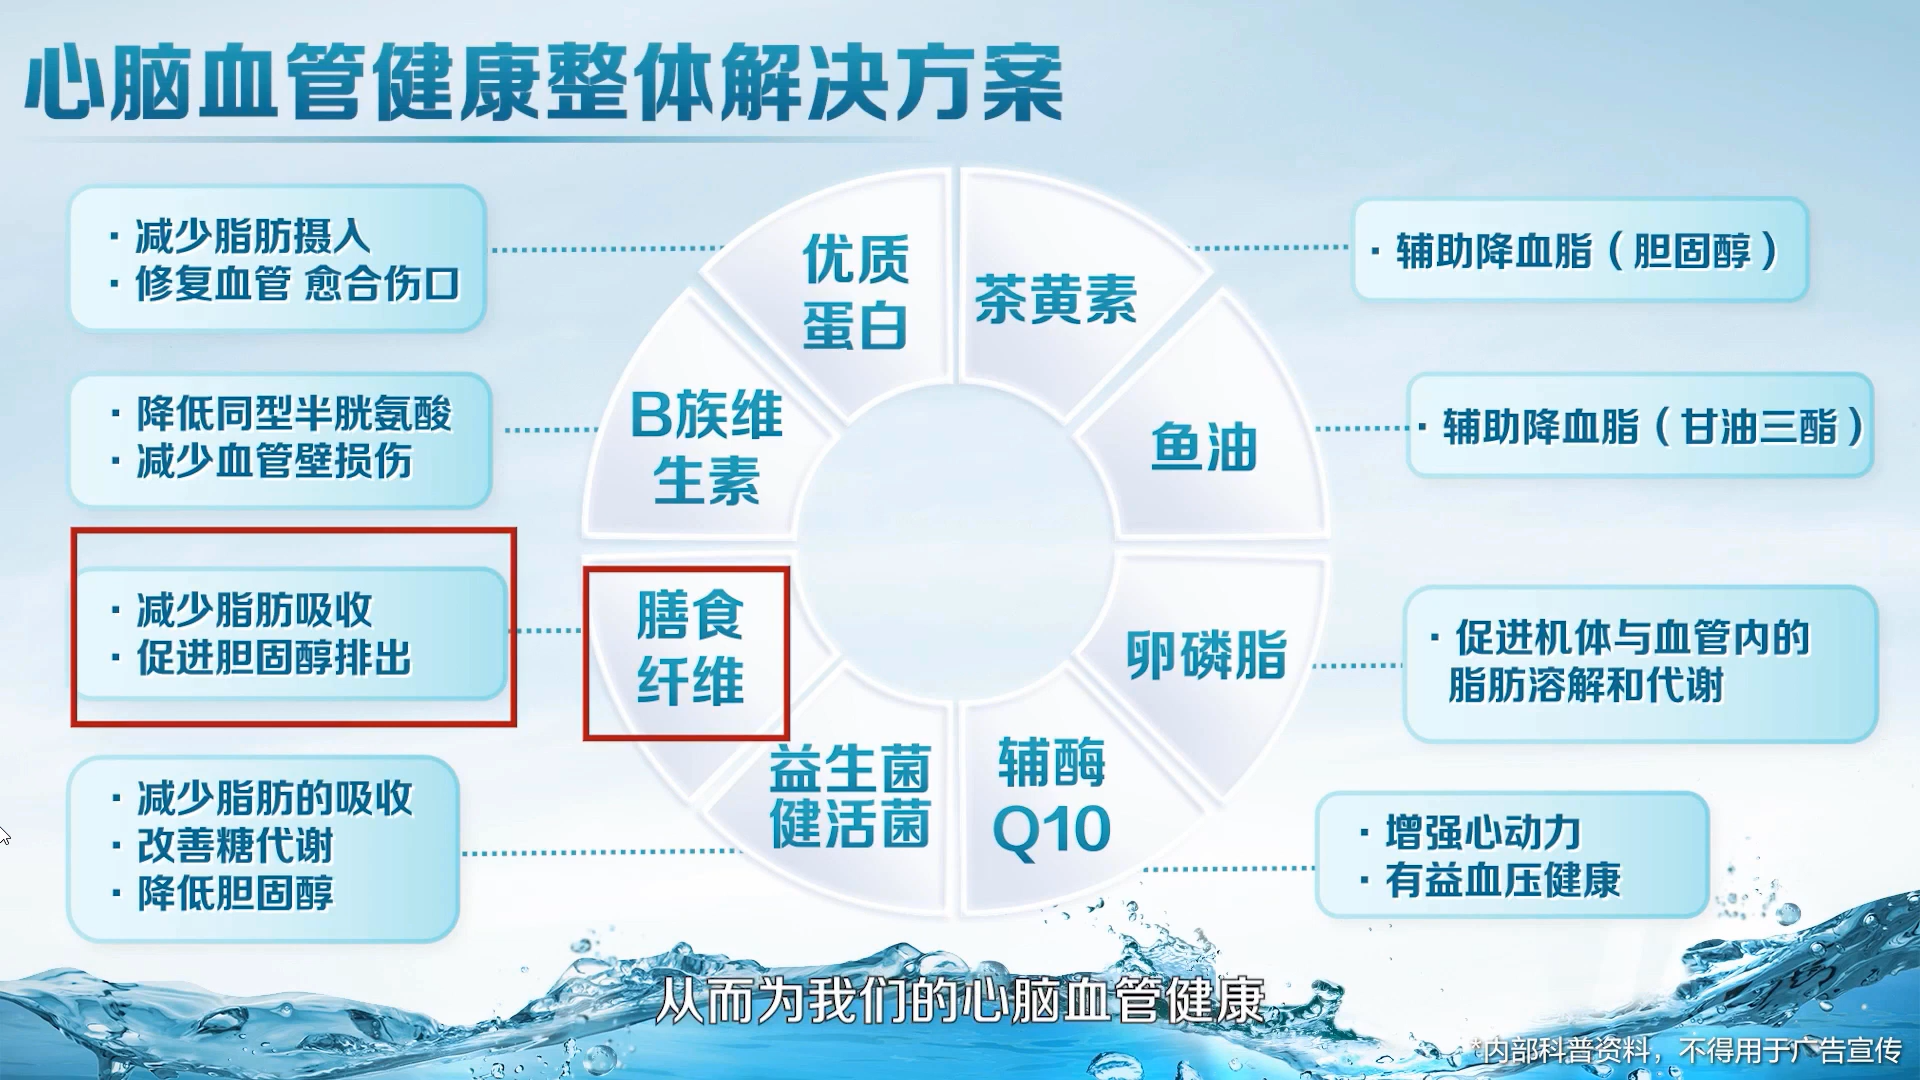 心脑血管健康整体解决方案
· 减少脂肪摄入
· 修复血管 愈合伤口
· 降低同型半胱氨酸
· 减少血管壁损伤
· 减少脂肪吸收
· 促进胆固醇排出
· 减少脂肪的吸收
· 改善糖代谢
· 降低胆固醇
优质
蛋白
茶黄素
B族维
生素
鱼油
膳食
纤维
卵磷脂
益生菌
健活菌
辅酶
Q10
· 辅助降血脂（胆固醇）
· 辅助降血脂（甘油三酯）
· 促进机体与血管内的
脂肪溶解和代谢
· 增强心动力
· 有益血压健康
从而为我们的心脑血管健康
*内部科普资料，不得用于广告宣传